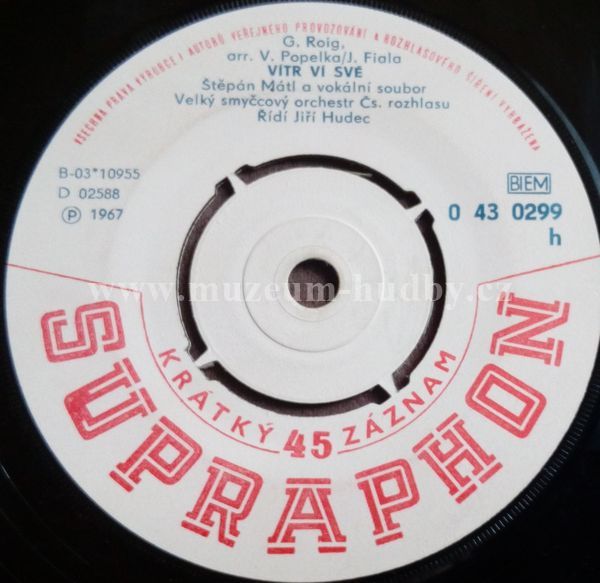 VŠECHNA PRÁVA VÝROBCE I AUTORŮ VEŘEJNÉHO PROVOZOVÁNÍ A ROZHLASOVÉHO ŠÍŘENÍ VYHRAŽENA
G. Roig,
arr. V. Popelka/J. Fiala
VÍTR VÍ SVÉ
Štěpán Mátl a vokální soubor
Velký smyčcový orchestr Čs. rozhlasu
Řídí Jiří Hudec
B-03*10955
D 02588
Ⓟ 1967
BIEM
0 43 0299
h
www.muzeum-hudby.cz
KRÁTKÝ 45 ZÁZNAM
SUPRAPHON